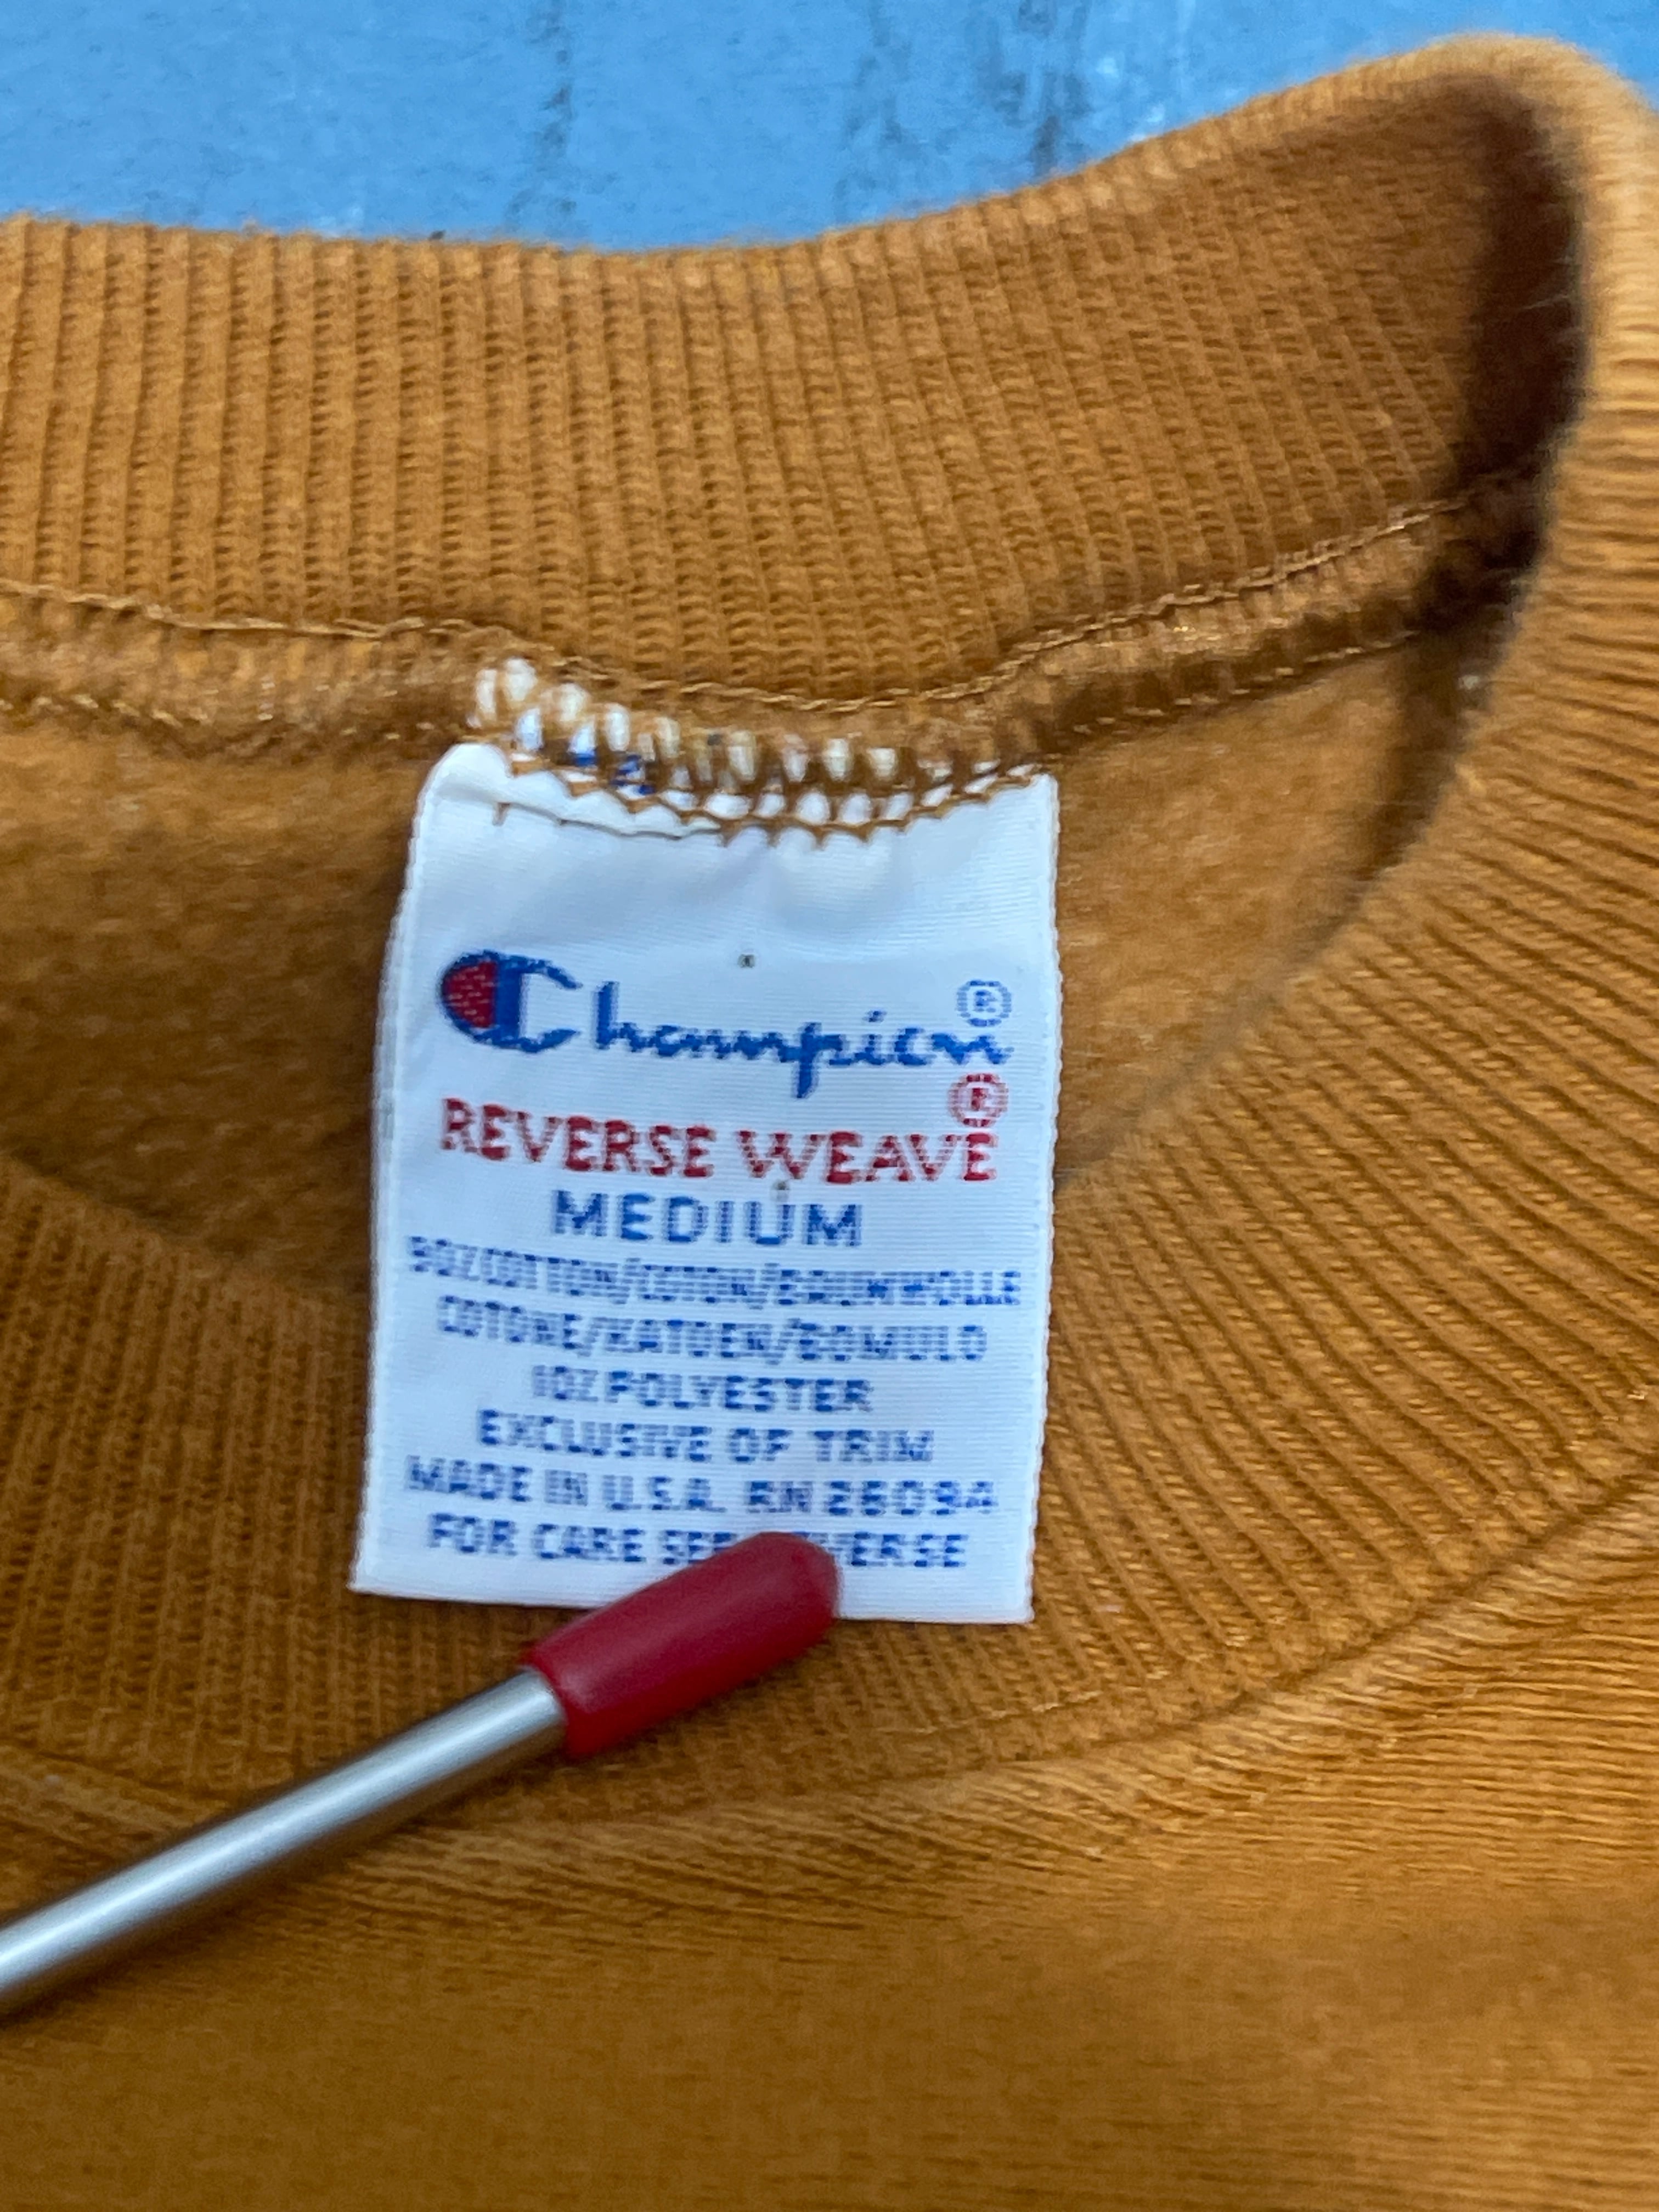 Champion®
REVERSE WEAVE®
MEDIUM
90%COTTON/COTON/BAUMWOLLE
COTONE/KATOEN/BOMULD
10%POLYESTER
EXCLUSIVE OF TRIM
MADE IN U.S.A. RN 26094
FOR CARE SEE